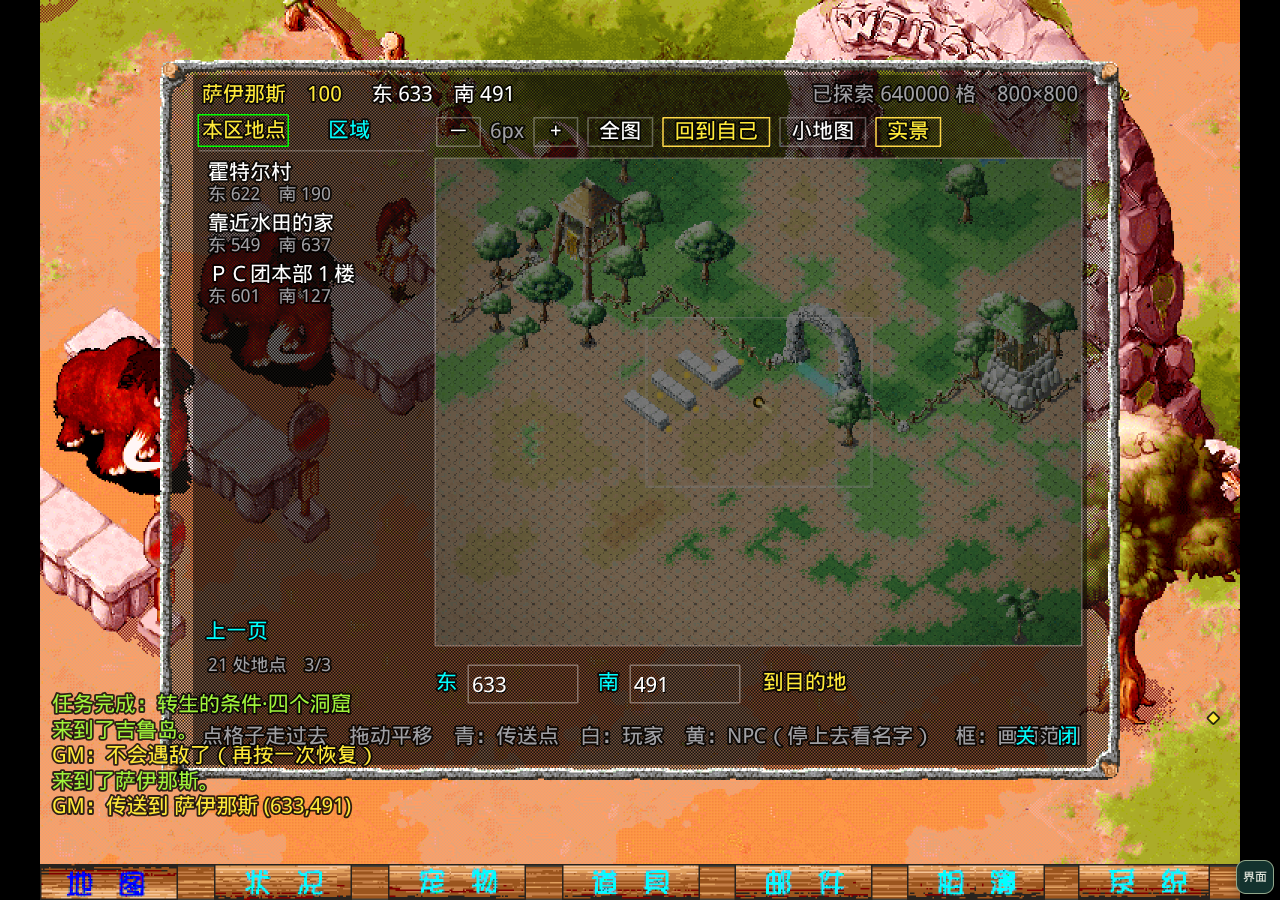 WELCO
萨伊那斯 100 东 633 南 491 已探索 640000 格 800×800
本区地点 区域 － 6px + 全图 回到自己 小地图 实景
霍特尔村
东 622 南 190
靠近水田的家
东 549 南 637
ＰＣ团本部１楼
东 601 南 127
上一页
21 处地点 3/3
东 633 南 491 到目的地
点格子走过去 拖动平移 青：传送点 白：玩家 黄：NPC（停上去看名字） 框：画 范
关闭
任务完成：转生的条件·四个洞窟
来到了吉鲁岛。
GM：不会遇敌了（再按一次恢复）
来到了萨伊那斯。
GM：传送到 萨伊那斯 (633,491)
地图 状况 宠物 道具 邮件 相簿 系统
界面